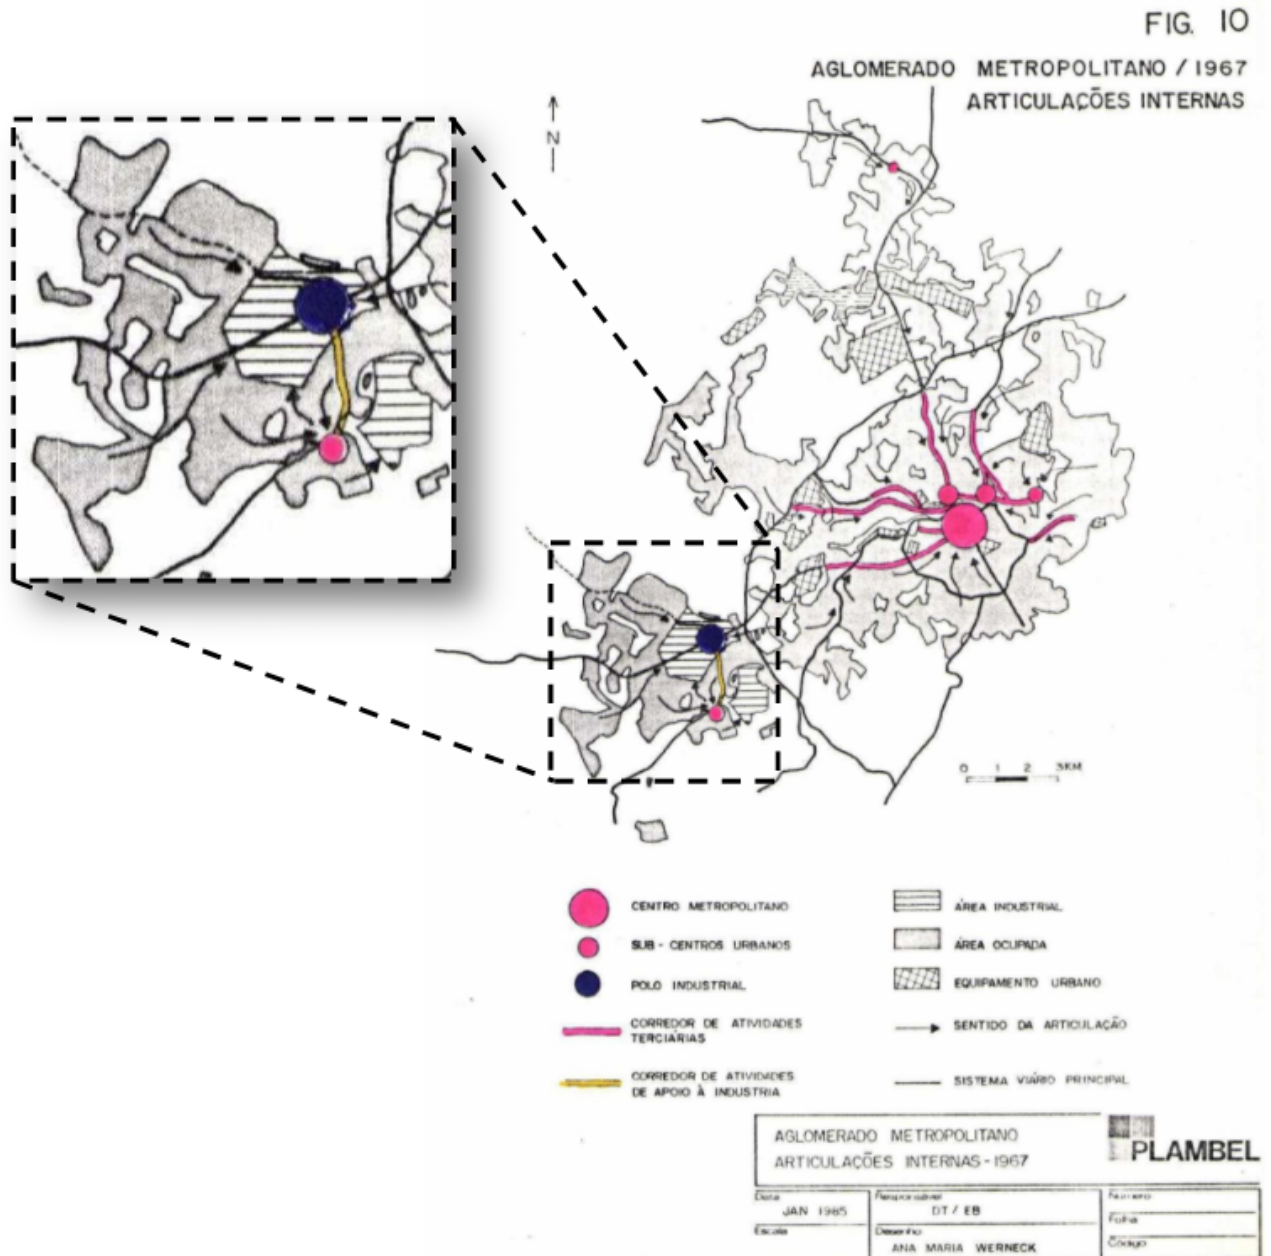 FIG. 10
AGLOMERADO METROPOLITANO / 1967
ARTICULAÇÕES INTERNAS
N
0 1 2 3KM
CENTRO METROPOLITANO
SUB - CENTROS URBANOS
POLO INDUSTRIAL
CORREDOR DE ATIVIDADES
TERCIÁRIAS
CORREDOR DE ATIVIDADES
DE APOIO À INDUSTRIA
ÁREA INDUSTRIAL
ÁREA OCUPADA
EQUIPAMENTO URBANO
SENTIDO DA ARTICULAÇÃO
SISTEMA VIÁRIO PRINCIPAL
AGLOMERADO METROPOLITANO
ARTICULAÇÕES INTERNAS - 1967
PLAMBEL
Data
JAN 1985
Escala
Responsável
DT / EB
Desenho
ANA MARIA WERNECK
Número
Folha
Código